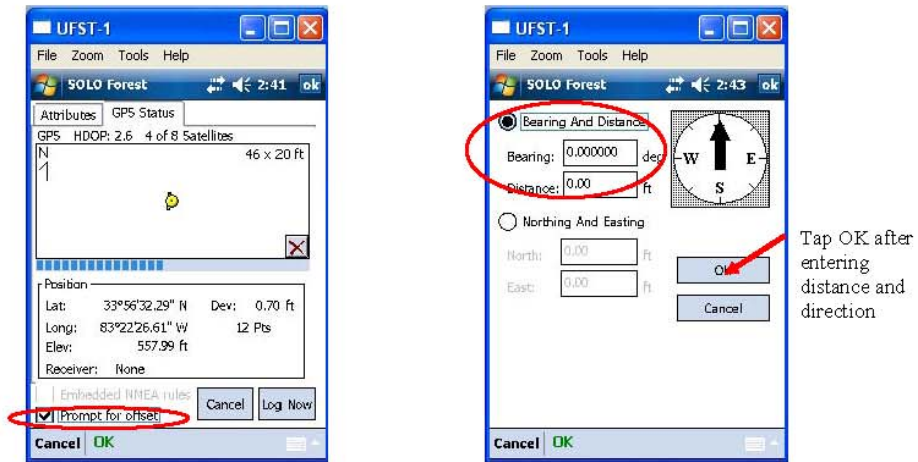 UFST-1
File Zoom Tools Help
SOLO Forest 2:41 ok
Attributes GPS Status
GPS HDOP: 2.6 4 of 8 Satellites
N 46 x 20 ft
Position
Lat: 33°56'32.29" N Dev: 0.70 ft
Long: 83°22'26.61" W 12 Pts
Elev: 557.99 ft
Receiver: None
Embedded NMEA rules
Prompt for offset
Cancel Log Now
Cancel OK
UFST-1
File Zoom Tools Help
SOLO Forest 2:43 ok
Bearing And Distance
Bearing: 0.000000 deg
Distance: 0.00 ft
W E
S
Northing And Easting
North: 0.00 ft
East: 0.00 ft
OK
Cancel
Cancel OK
Tap OK after
entering
distance and
direction